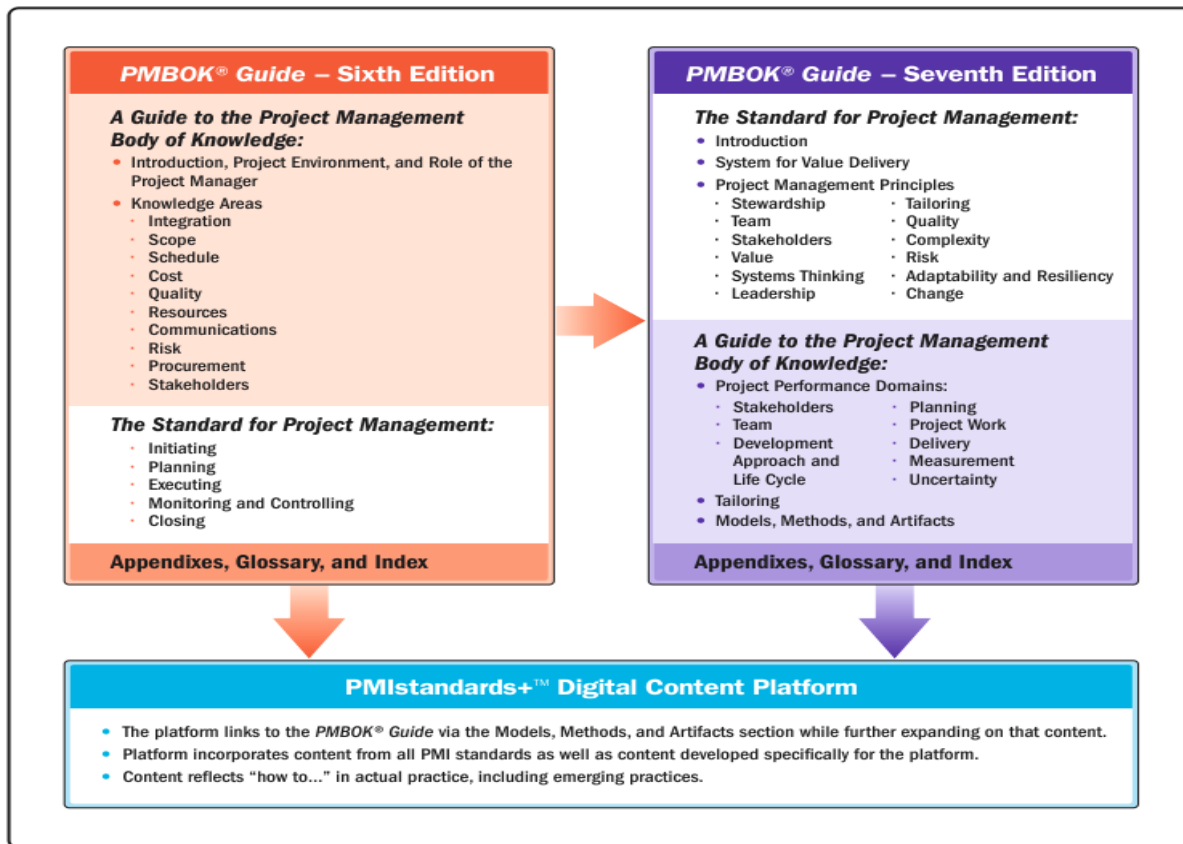 PMBOK® Guide – Sixth Edition
A Guide to the Project Management
Body of Knowledge:
• Introduction, Project Environment, and Role of the
Project Manager
• Knowledge Areas
· Integration
· Scope
· Schedule
· Cost
· Quality
· Resources
· Communications
· Risk
· Procurement
· Stakeholders
The Standard for Project Management:
· Initiating
· Planning
· Executing
· Monitoring and Controlling
· Closing
Appendixes, Glossary, and Index
PMBOK® Guide – Seventh Edition
The Standard for Project Management:
• Introduction
• System for Value Delivery
• Project Management Principles
· Stewardship
· Team
· Stakeholders
· Value
· Systems Thinking
· Leadership
· Tailoring
· Quality
· Complexity
· Risk
· Adaptability and Resiliency
· Change
A Guide to the Project Management
Body of Knowledge:
• Project Performance Domains:
· Stakeholders
· Team
· Development
Approach and
Life Cycle
· Planning
· Project Work
· Delivery
· Measurement
· Uncertainty
• Tailoring
• Models, Methods, and Artifacts
Appendixes, Glossary, and Index
PMIstandards+™ Digital Content Platform
• The platform links to the PMBOK® Guide via the Models, Methods, and Artifacts section while further expanding on that content.
• Platform incorporates content from all PMI standards as well as content developed specifically for the platform.
• Content reflects “how to...” in actual practice, including emerging practices.